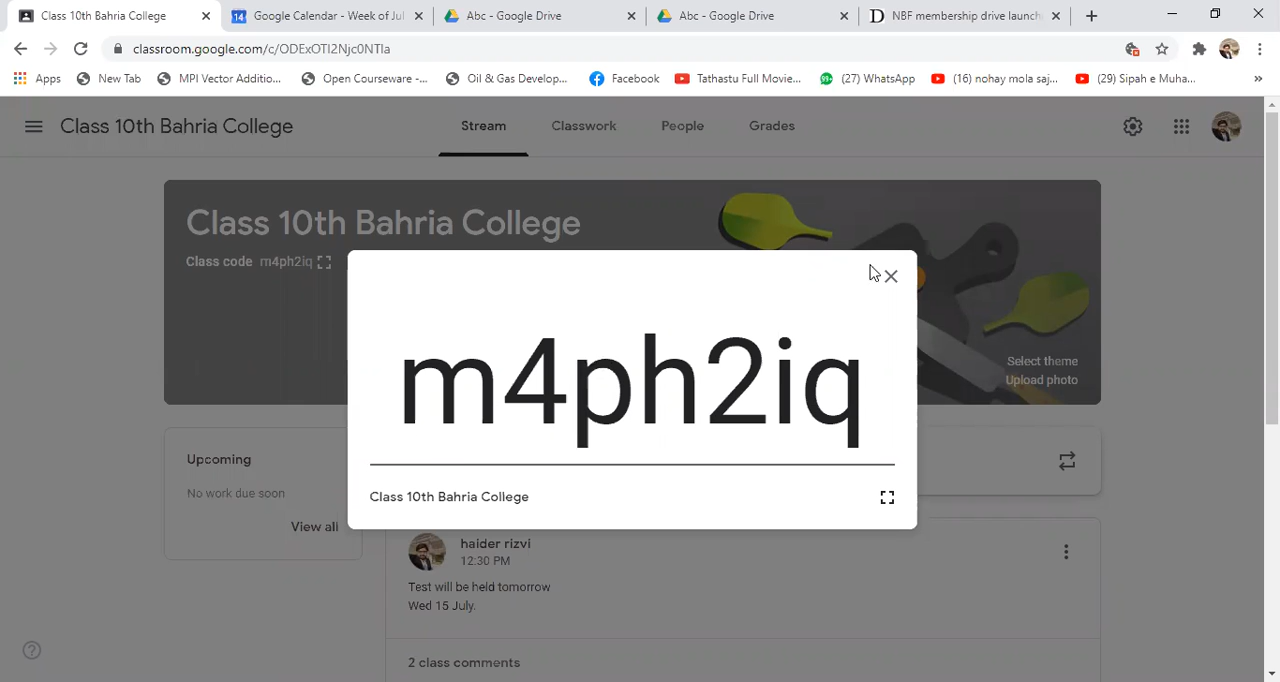 Class 10th Bahria College
Google Calendar - Week of Jul
Abc - Google Drive
Abc - Google Drive
NBF membership drive launch
classroom.google.com/c/ODExOTI2Njc0NTla
Apps
New Tab
MPI Vector Additio...
Open Courseware -...
Oil & Gas Develop...
Facebook
Tathastu Full Movie...
99+
(27) WhatsApp
(16) nohay mola saj...
(29) Sipah e Muha...
»
Class 10th Bahria College
Stream
Classwork
People
Grades
Class 10th Bahria College
Class code m4ph2iq
m4ph2iq
Class 10th Bahria College
Select theme
Upload photo
Upcoming
No work due soon
View all
haider rizvi
12:30 PM
Test will be held tomorrow
Wed 15 July.
2 class comments